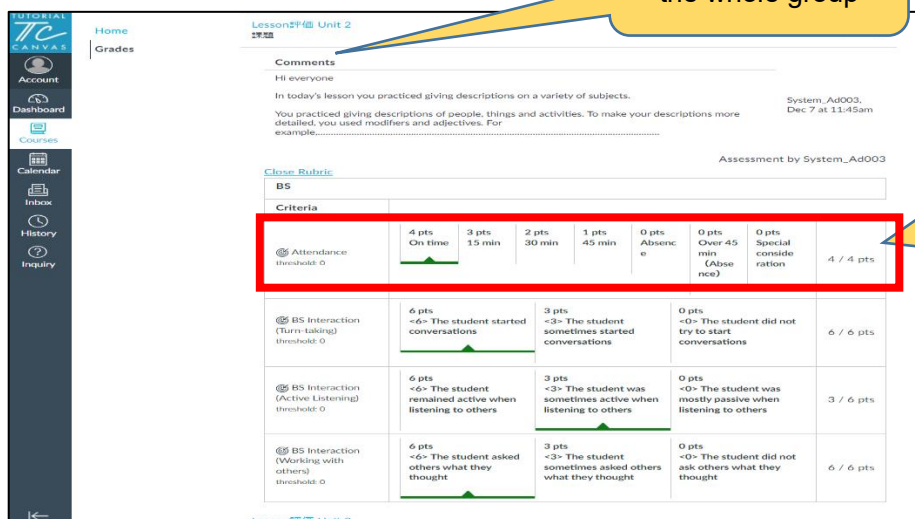 the whole group
TUTORIAL
TC
CANVAS
Account
Dashboard
Courses
Calendar
Inbox
History
Inquiry
Home
Grades
Lesson評価 Unit 2
課題
Comments
Hi everyone
In today's lesson you practiced giving descriptions on a variety of subjects.
You practiced giving descriptions of people, things and activities. To make your descriptions more
detailed, you used modifiers and adjectives. For
example,......................................................................................................
System_Ad003,
Dec 7 at 11:45am
Assessment by System_Ad003
Close Rubric
BS
Criteria
Attendance
threshold: 0
4 pts
On time
3 pts
15 min
2 pts
30 min
1 pts
45 min
0 pts
Absenc
e
0 pts
Over 45
min
(Abse
nce)
0 pts
Special
conside
ration
4 / 4 pts
BS Interaction
(Turn-taking)
threshold: 0
6 pts
<6> The student started
conversations
3 pts
<3> The student
sometimes started
conversations
0 pts
<0> The student did not
try to start
conversations
6 / 6 pts
BS Interaction
(Active Listening)
threshold: 0
6 pts
<6> The student
remained active when
listening to others
3 pts
<3> The student was
sometimes active when
listening to others
0 pts
<0> The student was
mostly passive when
listening to others
3 / 6 pts
BS Interaction
(Working with
others)
threshold: 0
6 pts
<6> The student asked
others what they
thought
3 pts
<3> The student
sometimes asked others
what they thought
0 pts
<0> The student did not
ask others what they
thought
6 / 6 pts